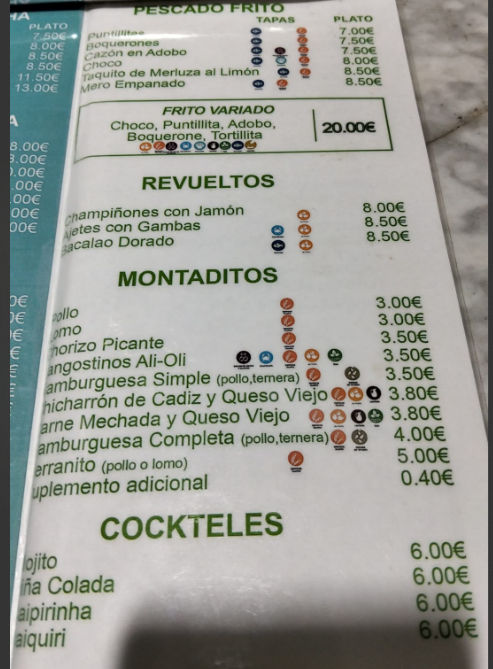 HA
PLATO
7.50€
8.00€
8.50€
8.50€
11.50€
13.00€
A
8.00€
8.00€
.00€
.00€
.00€
00€
00€
0€
0€
€
€
€
€
€
PESCADO FRITO
TAPAS PLATO
Puntillitas 7.00€
Boquerones 7.50€
Cazón en Adobo 7.50€
Choco 8.00€
Taquito de Merluza al Limón 8.50€
Mero Empanado 8.50€
FRITO VARIADO
Choco, Puntillita, Adobo,
Boquerone, Tortillita
20.00€
REVUELTOS
Champiñones con Jamón 8.00€
Ajetes con Gambas 8.50€
Bacalao Dorado 8.50€
MONTADITOS
ollo 3.00€
omo 3.00€
horizo Picante 3.50€
angostinos Ali-Oli 3.50€
amburguesa Simple (pollo,ternera) 3.50€
hicharrón de Cadiz y Queso Viejo 3.80€
arne Mechada y Queso Viejo 3.80€
amburguesa Completa (pollo,ternera) 4.00€
erranito (pollo o lomo) 5.00€
uplemento adicional 0.40€
COCKTELES
ojito 6.00€
iña Colada 6.00€
aipirinha 6.00€
aiquiri 6.00€